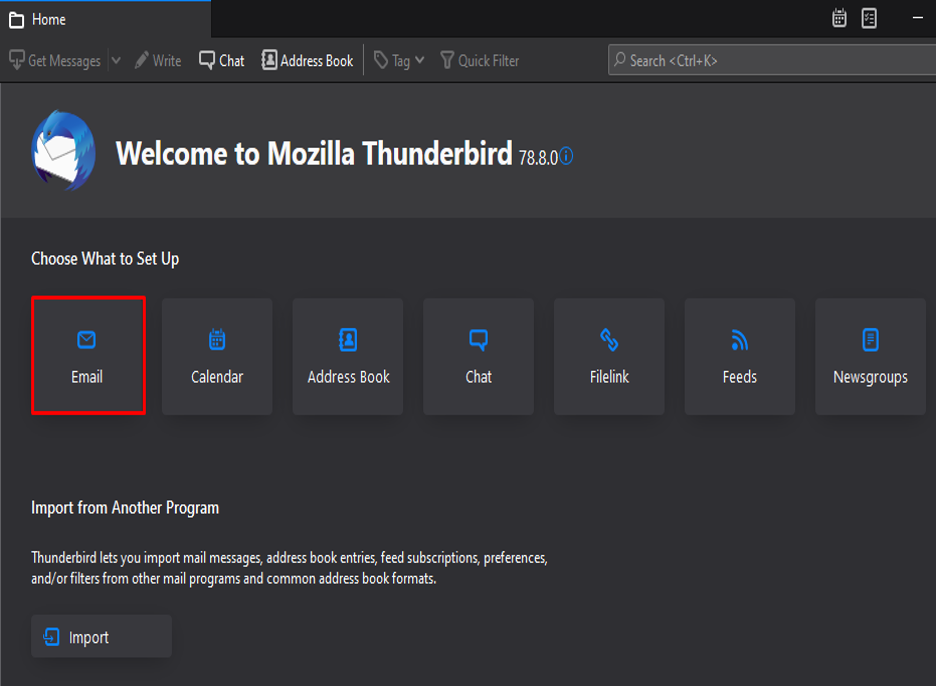 Home
Get Messages Write Chat Address Book Tag Quick Filter Search <Ctrl+K>
Welcome to Mozilla Thunderbird 78.8.0
Choose What to Set Up
Email Calendar Address Book Chat Filelink Feeds Newsgroups
Import from Another Program
Thunderbird lets you import mail messages, address book entries, feed subscriptions, preferences,
and/or filters from other mail programs and common address book formats.
Import